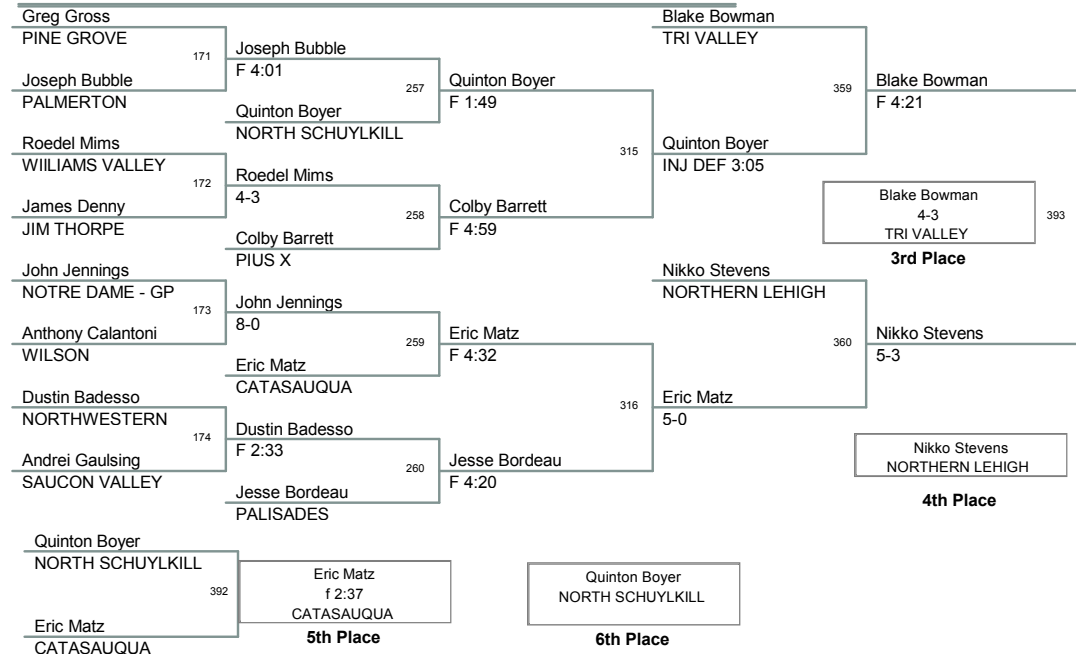 Greg Gross
PINE GROVE
171
Joseph Bubble
PALMERTON
Joseph Bubble
F 4:01
257
Quinton Boyer
NORTH SCHUYLKILL
Roedel Mims
WIILIAMS VALLEY
172
James Denny
JIM THORPE
Roedel Mims
4-3
258
Colby Barrett
PIUS X
John Jennings
NOTRE DAME - GP
173
Anthony Calantoni
WILSON
John Jennings
8-0
259
Eric Matz
CATASAUQUA
Dustin Badesso
NORTHWESTERN
174
Andrei Gaulsing
SAUCON VALLEY
Dustin Badesso
F 2:33
260
Jesse Bordeau
PALISADES
Quinton Boyer
F 1:49
315
Colby Barrett
F 4:59
Eric Matz
F 4:32
316
Jesse Bordeau
F 4:20
Blake Bowman
TRI VALLEY
359
Quinton Boyer
INJ DEF 3:05
Blake Bowman
F 4:21
Blake Bowman
4-3
TRI VALLEY
393
3rd Place
Nikko Stevens
NORTHERN LEHIGH
360
Eric Matz
5-0
Nikko Stevens
5-3
Nikko Stevens
NORTHERN LEHIGH
4th Place
Quinton Boyer
NORTH SCHUYLKILL
392
Eric Matz
CATASAUQUA
Eric Matz
f 2:37
CATASAUQUA
5th Place
Quinton Boyer
NORTH SCHUYLKILL
6th Place